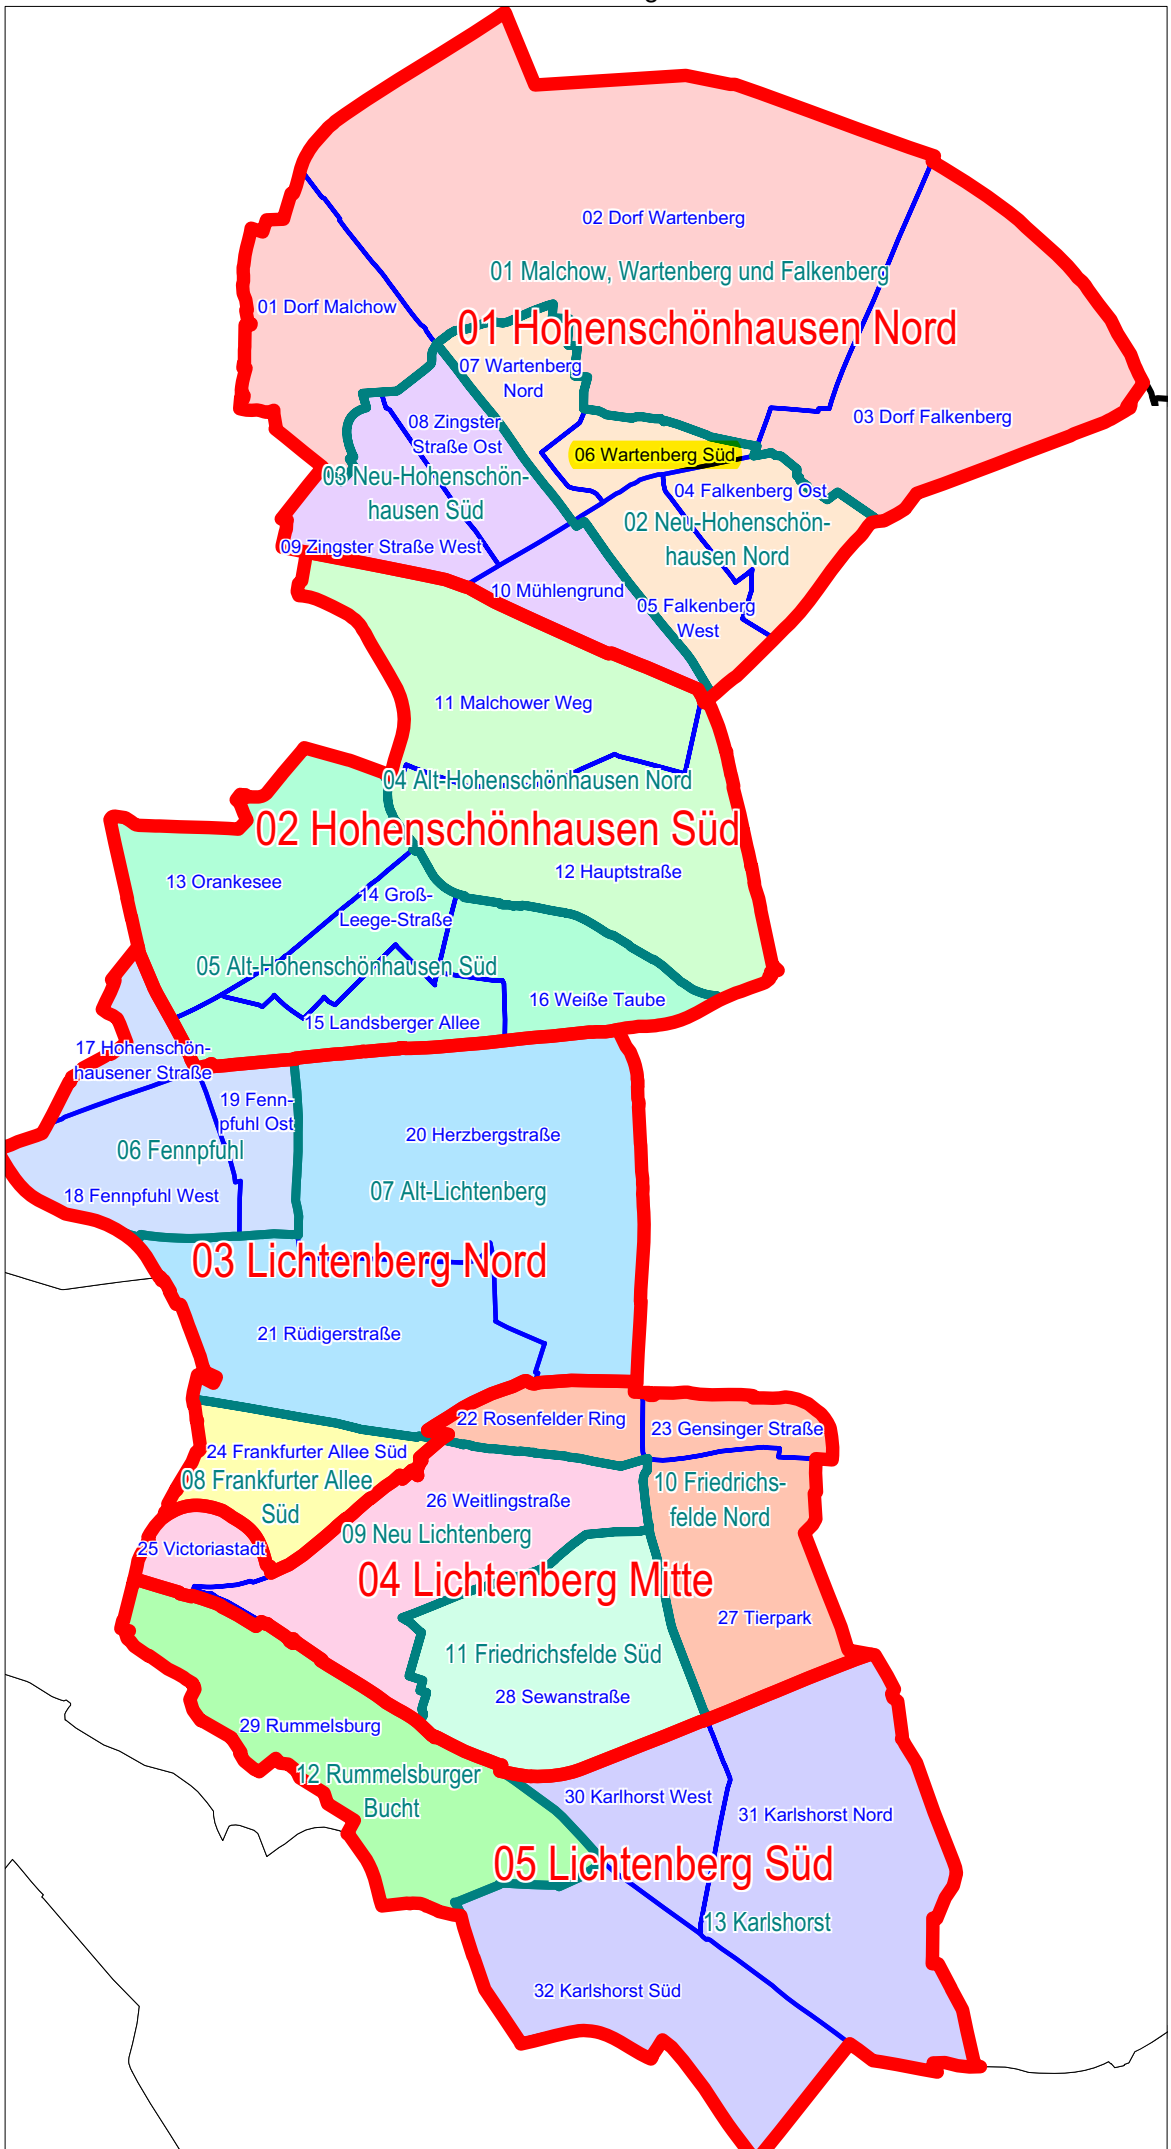 02 Dorf Wartenberg
01 Malchow, Wartenberg und Falkenberg
01 Dorf Malchow
01 Hohenschönhausen Nord
07 Wartenberg
Nord
03 Dorf Falkenberg
08 Zingster
Straße Ost
06 Wartenberg Süd
03 Neu-Hohenschön-
hausen Süd
04 Falkenberg Ost
02 Neu-Hohenschön-
hausen Nord
09 Zingster Straße West
10 Mühlengrund
05 Falkenberg
West
11 Malchower Weg
04 Alt-Hohenschönhausen Nord
02 Hohenschönhausen Süd
12 Hauptstraße
13 Orankesee
14 Groß-
Leege-Straße
05 Alt-Hohenschönhausen Süd
16 Weiße Taube
15 Landsberger Allee
17 Hohenschön-
hausener Straße
19 Fenn-
pfuhl Ost
20 Herzbergstraße
06 Fennpfuhl
18 Fennpfuhl West
07 Alt-Lichtenberg
03 Lichtenberg Nord
21 Rüdigerstraße
22 Rosenfelder Ring
23 Gensinger Straße
24 Frankfurter Allee Süd
08 Frankfurter Allee
Süd
10 Friedrichs-
felde Nord
26 Weitlingstraße
09 Neu Lichtenberg
25 Victoriastadt
04 Lichtenberg Mitte
27 Tierpark
11 Friedrichsfelde Süd
28 Sewanstraße
29 Rummelsburg
12 Rummelsburger
Bucht
30 Karlhorst West
31 Karlshorst Nord
05 Lichtenberg Süd
13 Karlshorst
32 Karlshorst Süd